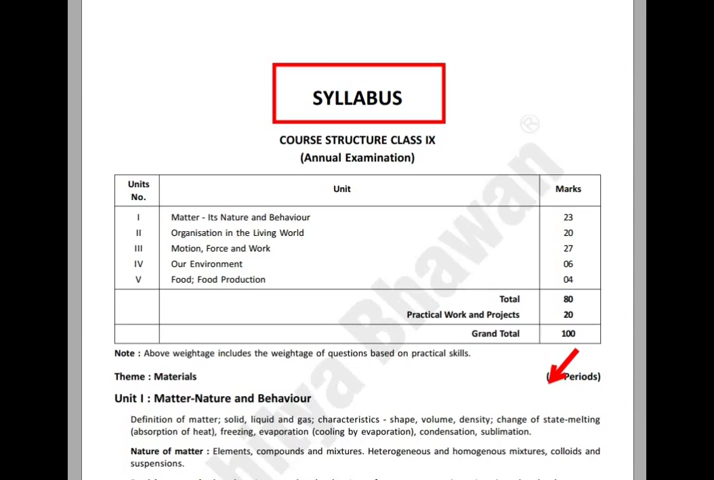 SYLLABUS
COURSE STRUCTURE CLASS IX
(Annual Examination)
Units No. Unit Marks
I Matter - Its Nature and Behaviour 23
II Organisation in the Living World 20
III Motion, Force and Work 27
IV Our Environment 06
V Food; Food Production 04
Total 80
Practical Work and Projects 20
Grand Total 100
Note : Above weightage includes the weightage of questions based on practical skills.
Theme : Materials ( Periods)
Unit I : Matter-Nature and Behaviour
Definition of matter; solid, liquid and gas; characteristics - shape, volume, density; change of state-melting
(absorption of heat), freezing, evaporation (cooling by evaporation), condensation, sublimation.
Nature of matter : Elements, compounds and mixtures. Heterogeneous and homogenous mixtures, colloids and
suspensions.
hitya Bhawan ®